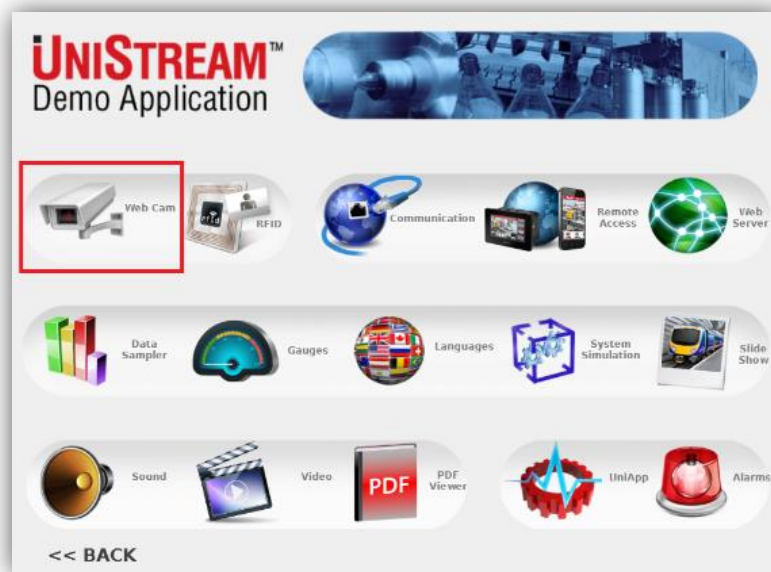 UNISTREAM™
Demo Application
Web Cam
rfid
RFID
Communication
Remote
Access
Web
Server
Data
Sampler
Gauges
Languages
System
Simulation
Slide
Show
Sound
Video
PDF
PDF
Viewer
UniApp
Alarms
<< BACK